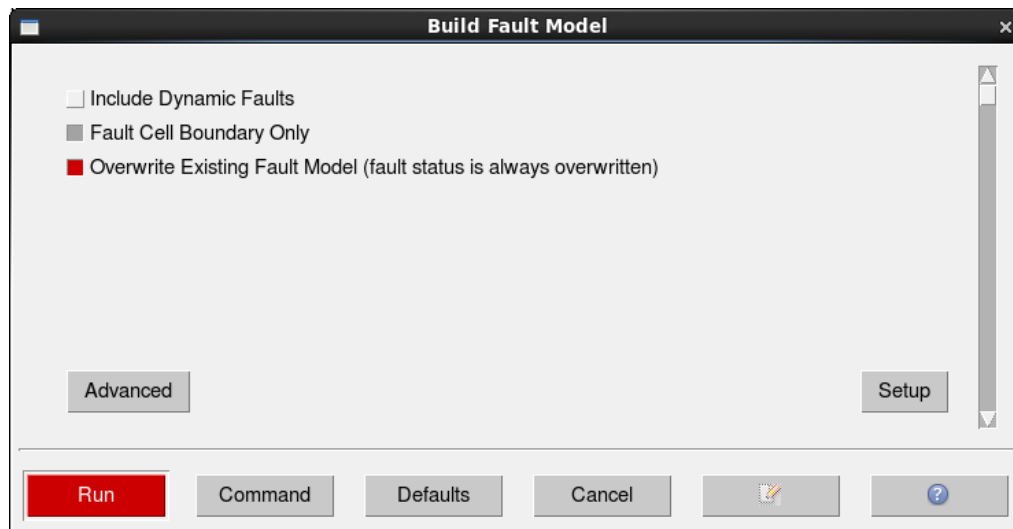 Build Fault Model
Include Dynamic Faults
Fault Cell Boundary Only
Overwrite Existing Fault Model (fault status is always overwritten)
Advanced Setup
Run Command Defaults Cancel